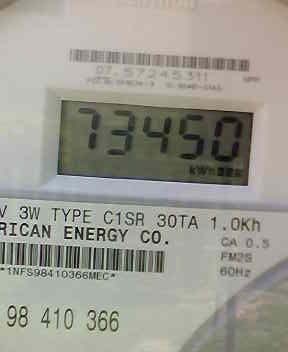 07.57245311
73450
kWh
V 3W TYPE C1SR 30TA 1.0Kh
RICAN ENERGY CO.
CA 0.5
FM2S
60Hz
*1NFS98410366MEC*
98 410 366